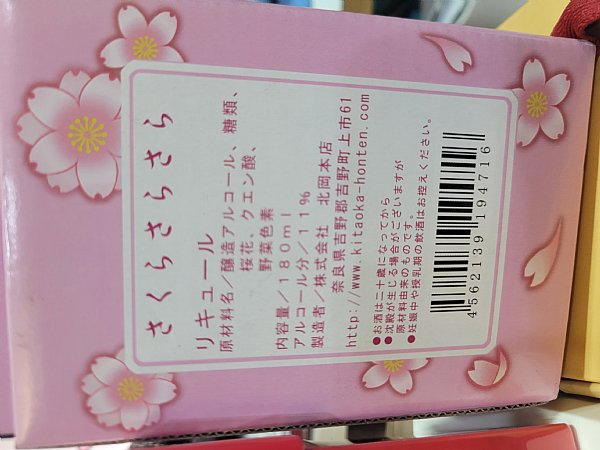 さくらさらさら
リキュール
原材料名／醸造アルコール、糖類、
桜花、クエン酸、
野菜色素
内容量／180ml
アルコール分／11%
製造者／株式会社 北岡本店
奈良県吉野郡吉野町上市61
http://www.kitaoka-honten.com
●お酒は二十歳になってから
●沈殿が生じる場合がございますが
原材料由来のものです。
●妊娠中や授乳期の飲酒はお控えください。
4562139194716